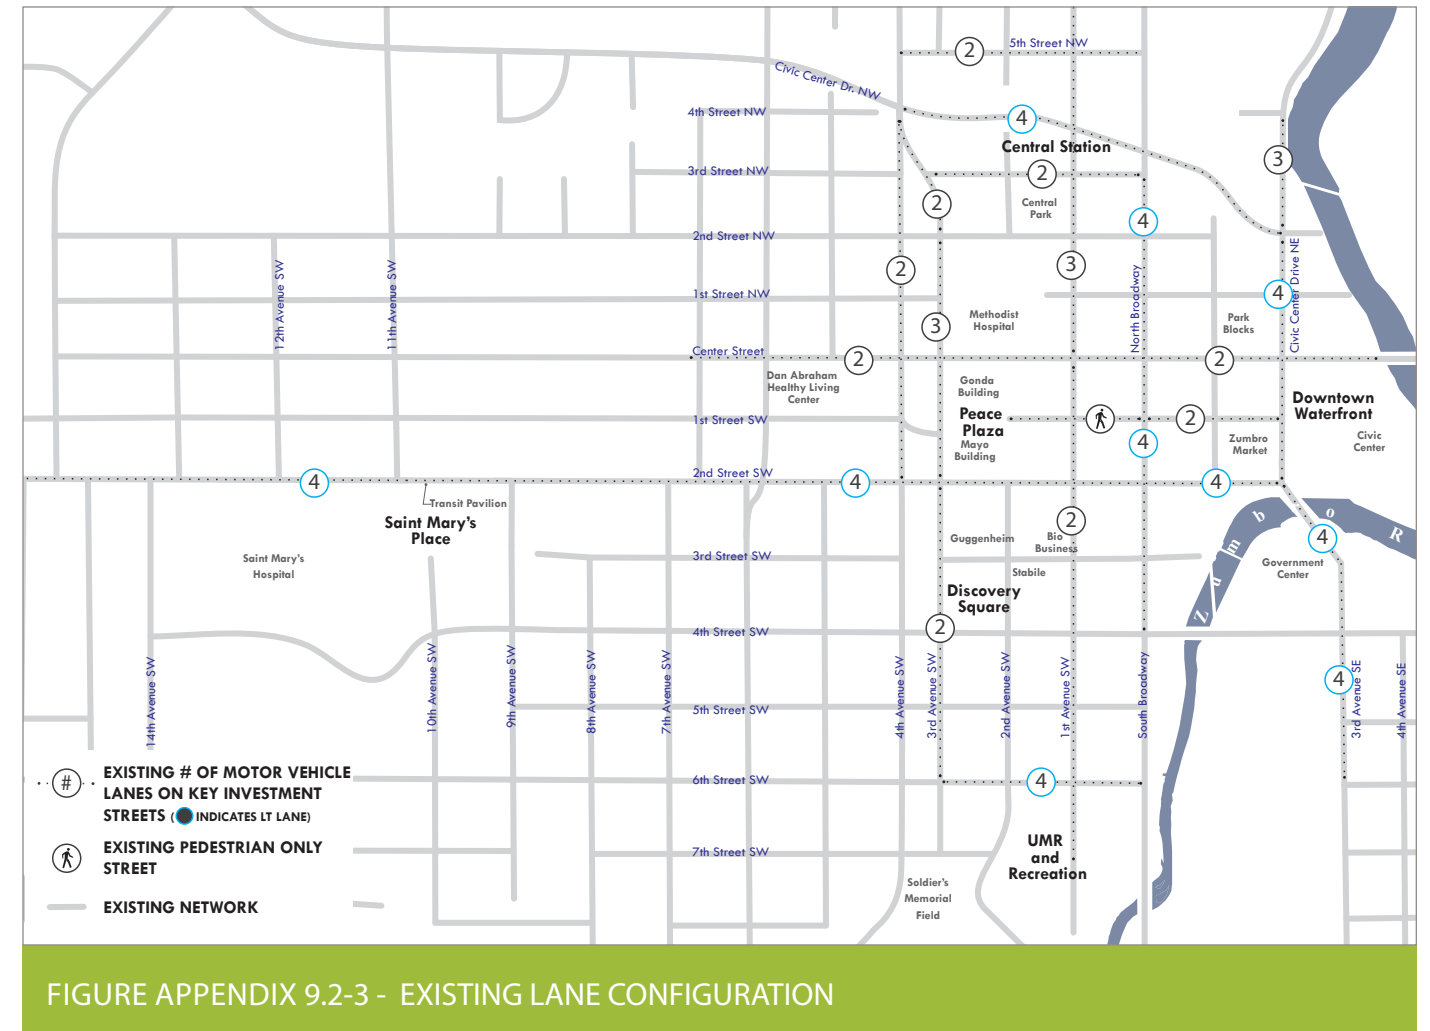 5th Street NW
2
Civic Center Dr. NW
4th Street NW
4
Central Station
3
3rd Street NW
2
2
Central
Park
4
2nd Street NW
2
3
12th Avenue SW
11th Avenue SW
North Broadway
Civic Center Drive NE
1st Street NW
4
3
Methodist
Hospital
Park
Blocks
Center Street
2
2
Dan Abraham
Healthy Living
Center
Gonda
Building
Downtown
Waterfront
Peace
Plaza
1st Street SW
2
Mayo
Building
4
Zumbro
Market
Civic
Center
2nd Street SW
4
4
4
Transit Pavilion
Saint Mary's
Place
2
Zumbro R
Guggenheim
Bio
Business
4
3rd Street SW
Saint Mary's
Hospital
Stabile
Government
Center
Discovery
Square
4th Street SW
2
14th Avenue SW
10th Avenue SW
9th Avenue SW
8th Avenue SW
7th Avenue SW
4th Avenue SW
3rd Avenue SW
2nd Avenue SW
1st Avenue SW
South Broadway
4
3rd Avenue SE
4th Avenue SE
5th Street SW
6th Street SW
4
7th Street SW
UMR
and
Recreation
Soldier's
Memorial
Field
# EXISTING # OF MOTOR VEHICLE
LANES ON KEY INVESTMENT
STREETS ( INDICATES LT LANE)
EXISTING PEDESTRIAN ONLY
STREET
EXISTING NETWORK
FIGURE APPENDIX 9.2-3 - EXISTING LANE CONFIGURATION